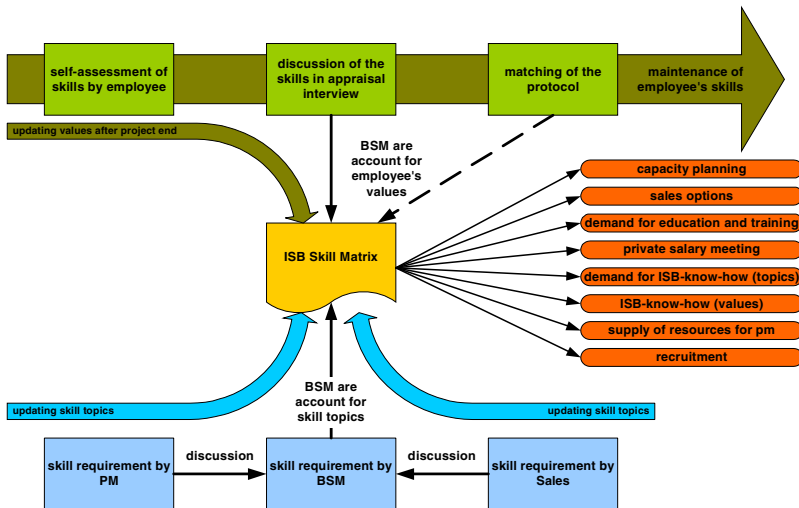 self-assessment of
skills by employee
discussion of the
skills in appraisal
interview
matching of the
protocol
maintenance of
employee's skills
updating values after project end
BSM are
account for
employee's
values
capacity planning
sales options
demand for education and training
private salary meeting
demand for ISB-know-how (topics)
ISB-know-how (values)
supply of resources for pm
recruitment
ISB Skill Matrix
BSM are
account for
skill topics
updating skill topics
updating skill topics
skill requirement by
PM
discussion
skill requirement by
BSM
discussion
skill requirement by
Sales